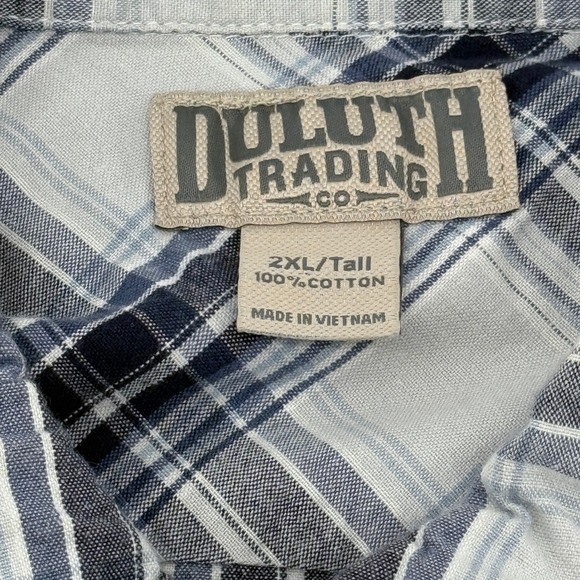 DULUTH
TRADING
CO
2XL/Tall
100% COTTON
MADE IN VIETNAM